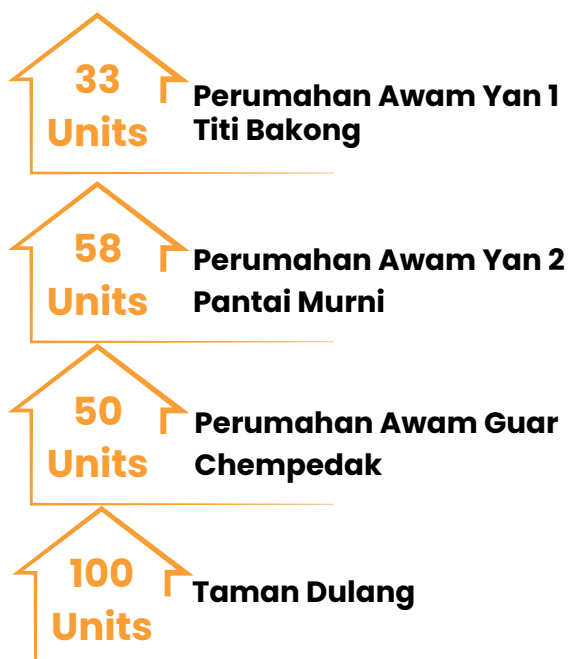 33
Units
Perumahan Awam Yan 1
Titi Bakong
58
Units
Perumahan Awam Yan 2
Pantai Murni
50
Units
Perumahan Awam Guar
Chempedak
100
Units
Taman Dulang